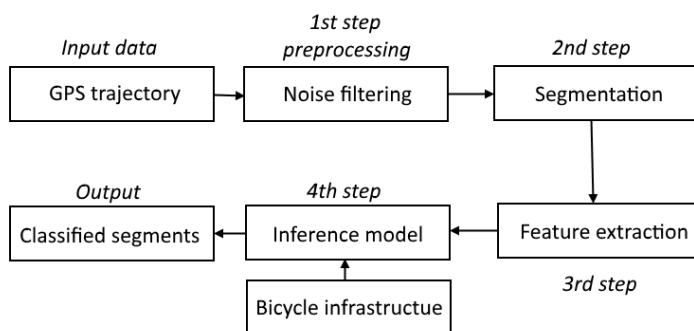 Input data
1st step
preprocessing
2nd step
GPS trajectory
Noise filtering
Segmentation
Output
4th step
Classified segments
Inference model
Feature extraction
3rd step
Bicycle infrastructue